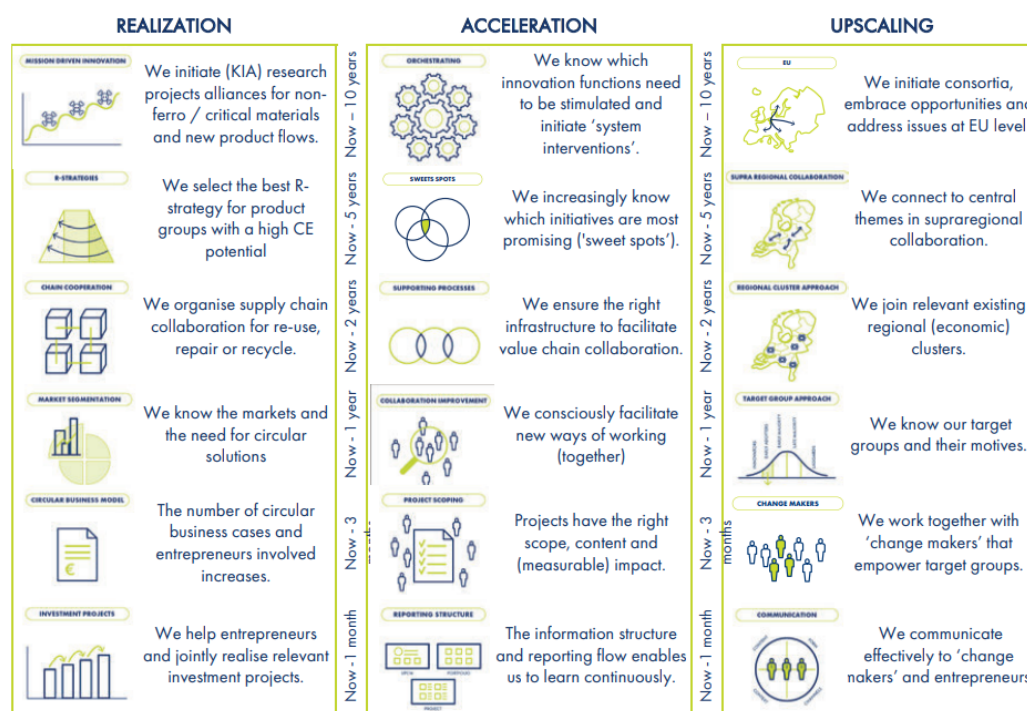 REALIZATION
MISSION DRIVEN INNOVATION
We initiate (KIA) research
projects alliances for non-
ferro / critical materials
and new product flows.
R-STRATEGIES
We select the best R-
strategy for product
groups with a high CE
potential
CHAIN COOPERATION
We organise supply chain
collaboration for re-use,
repair or recycle.
MARKET SEGMENTATION
We know the markets and
the need for circular
solutions
CIRCULAR BUSINESS MODEL
€
The number of circular
business cases and
entrepreneurs involved
increases.
INVESTMENT PROJECTS
We help entrepreneurs
and jointly realise relevant
investment projects.
Now – 10 years
Now - 5 years
Now - 2 years
Now - 1 year
Now - 3
months
Now -1 month
ACCELERATION
ORCHESTRATING
We know which
innovation functions need
to be stimulated and
initiate ‘system
interventions’.
SWEETS SPOTS
We increasingly know
which initiatives are most
promising ('sweet spots’).
SUPPORTING PROCESSES
We ensure the right
infrastructure to facilitate
value chain collaboration.
COLLABORATION IMPROVEMENT
We consciously facilitate
new ways of working
(together)
PROJECT SCOPING
Projects have the right
scope, content and
(measurable) impact.
REPORTING STRUCTURE
PORTFOLIO
PROJECT
The information structure
and reporting flow enables
us to learn continuously.
Now – 10 years
Now - 5 years
Now - 2 years
Now - 1 year
Now - 3
months
Now -1 month
UPSCALING
EU
We initiate consortia,
embrace opportunities and
address issues at EU level
SUPRA REGIONAL COLLABORATION
We connect to central
themes in supraregional
collaboration.
REGIONAL CLUSTER APPROACH
We join relevant existing
regional (economic)
clusters.
TARGET GROUP APPROACH
INNOVATORS
EARLY ADOPTERS
EARLY MAJORITY
LATE MAJORITY
We know our target
groups and their motives.
CHANGE MAKERS
We work together with
‘change makers’ that
empower target groups.
COMMUNICATION
We communicate
effectively to ‘change
makers’ and entrepreneurs